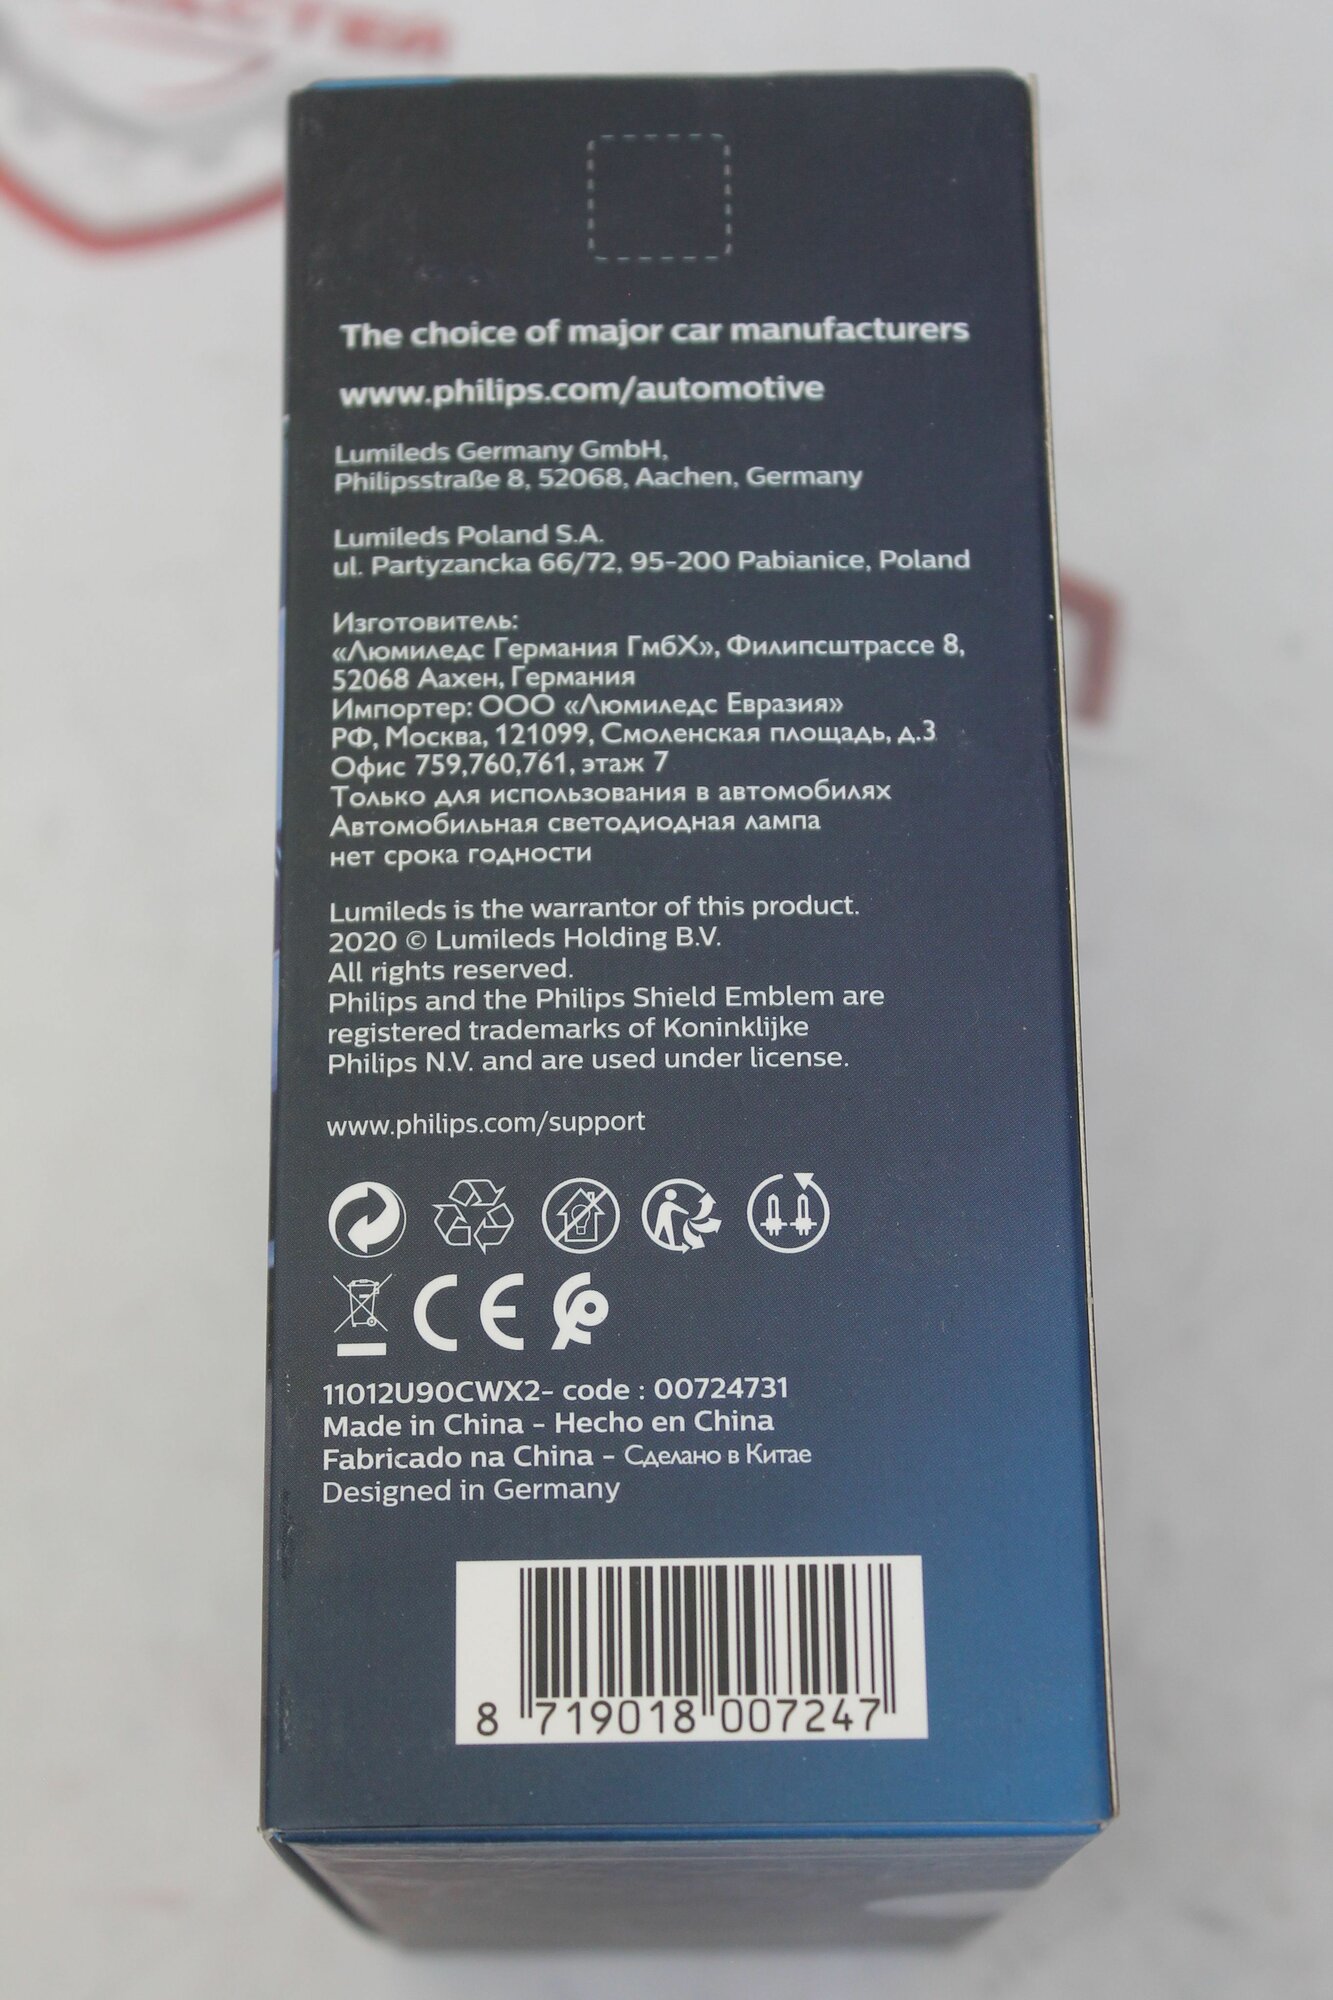 The choice of major car manufacturers
www.philips.com/automotive
Lumileds Germany GmbH,
Philipsstraße 8, 52068, Aachen, Germany
Lumileds Poland S.A.
ul. Partyzancka 66/72, 95-200 Pabianice, Poland
Изготовитель:
«Люмиледс Германия ГмбХ», Филипсштрассе 8,
52068 Аахен, Германия
Импортер: ООО «Люмиледс Евразия»
РФ, Москва, 121099, Смоленская площадь, д.3
Офис 759,760,761, этаж 7
Только для использования в автомобилях
Автомобильная светодиодная лампа
нет срока годности
Lumileds is the warrantor of this product.
2020 © Lumileds Holding B.V.
All rights reserved.
Philips and the Philips Shield Emblem are
registered trademarks of Koninklijke
Philips N.V. and are used under license.
www.philips.com/support
CE
11012U90CWX2- code : 00724731
Made in China - Hecho en China
Fabricado na China - Сделано в Китае
Designed in Germany
8 719018 007247